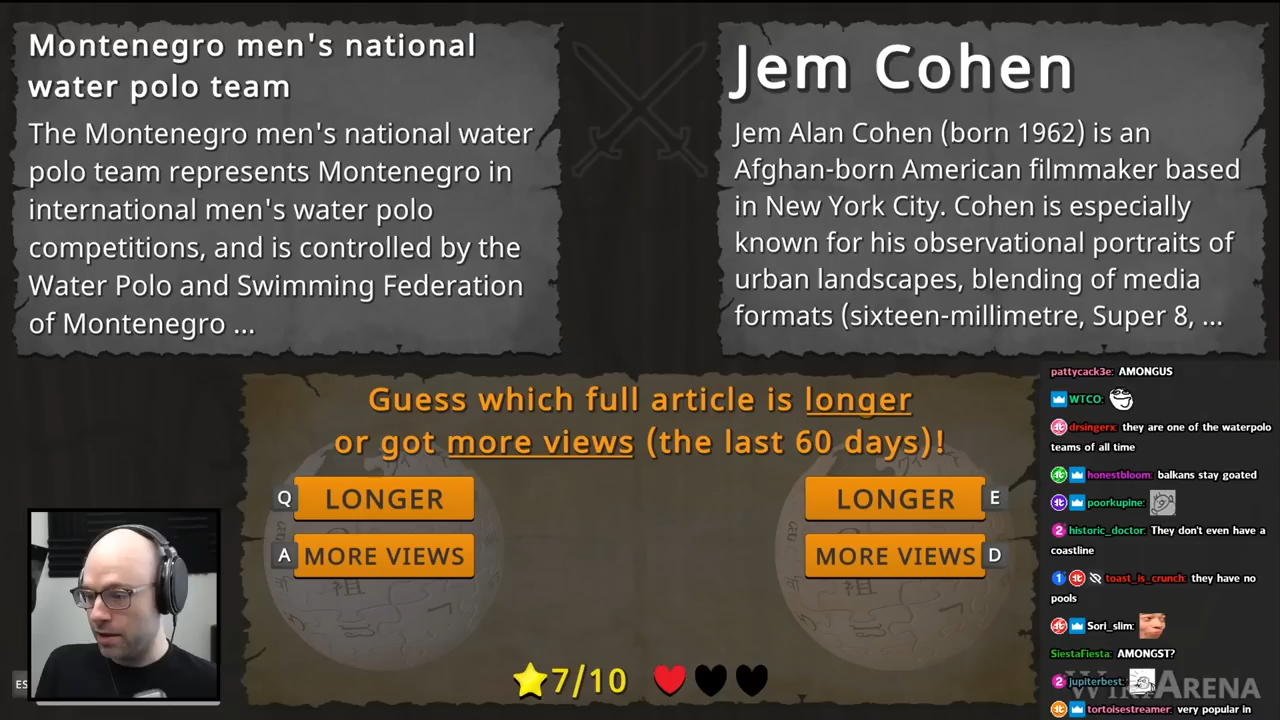 Montenegro men's national
water polo team
The Montenegro men's national water
polo team represents Montenegro in
international men's water polo
competitions, and is controlled by the
Water Polo and Swimming Federation
of Montenegro ...
Jem Cohen
Jem Alan Cohen (born 1962) is an
Afghan-born American filmmaker based
in New York City. Cohen is especially
known for his observational portraits of
urban landscapes, blending of media
formats (sixteen-millimetre, Super 8, ...
Guess which full article is longer
or got more views (the last 60 days)!
Q LONGER
A MORE VIEWS
LONGER E
MORE VIEWS D
7/10
ES
pattycack3e: AMONGUS
WTCO:
drsingerx: they are one of the waterpolo
teams of all time
honestbloom: balkans stay goated
poorkupine:
2 historic_doctor: They don't even have a
coastline
1 toast_is_crunch: they have no
pools
Sori_slim:
SiestaFiesta: AMONGST?
2 jupiterbest:
WIKIARENA
tortoisestreamer: very popular in